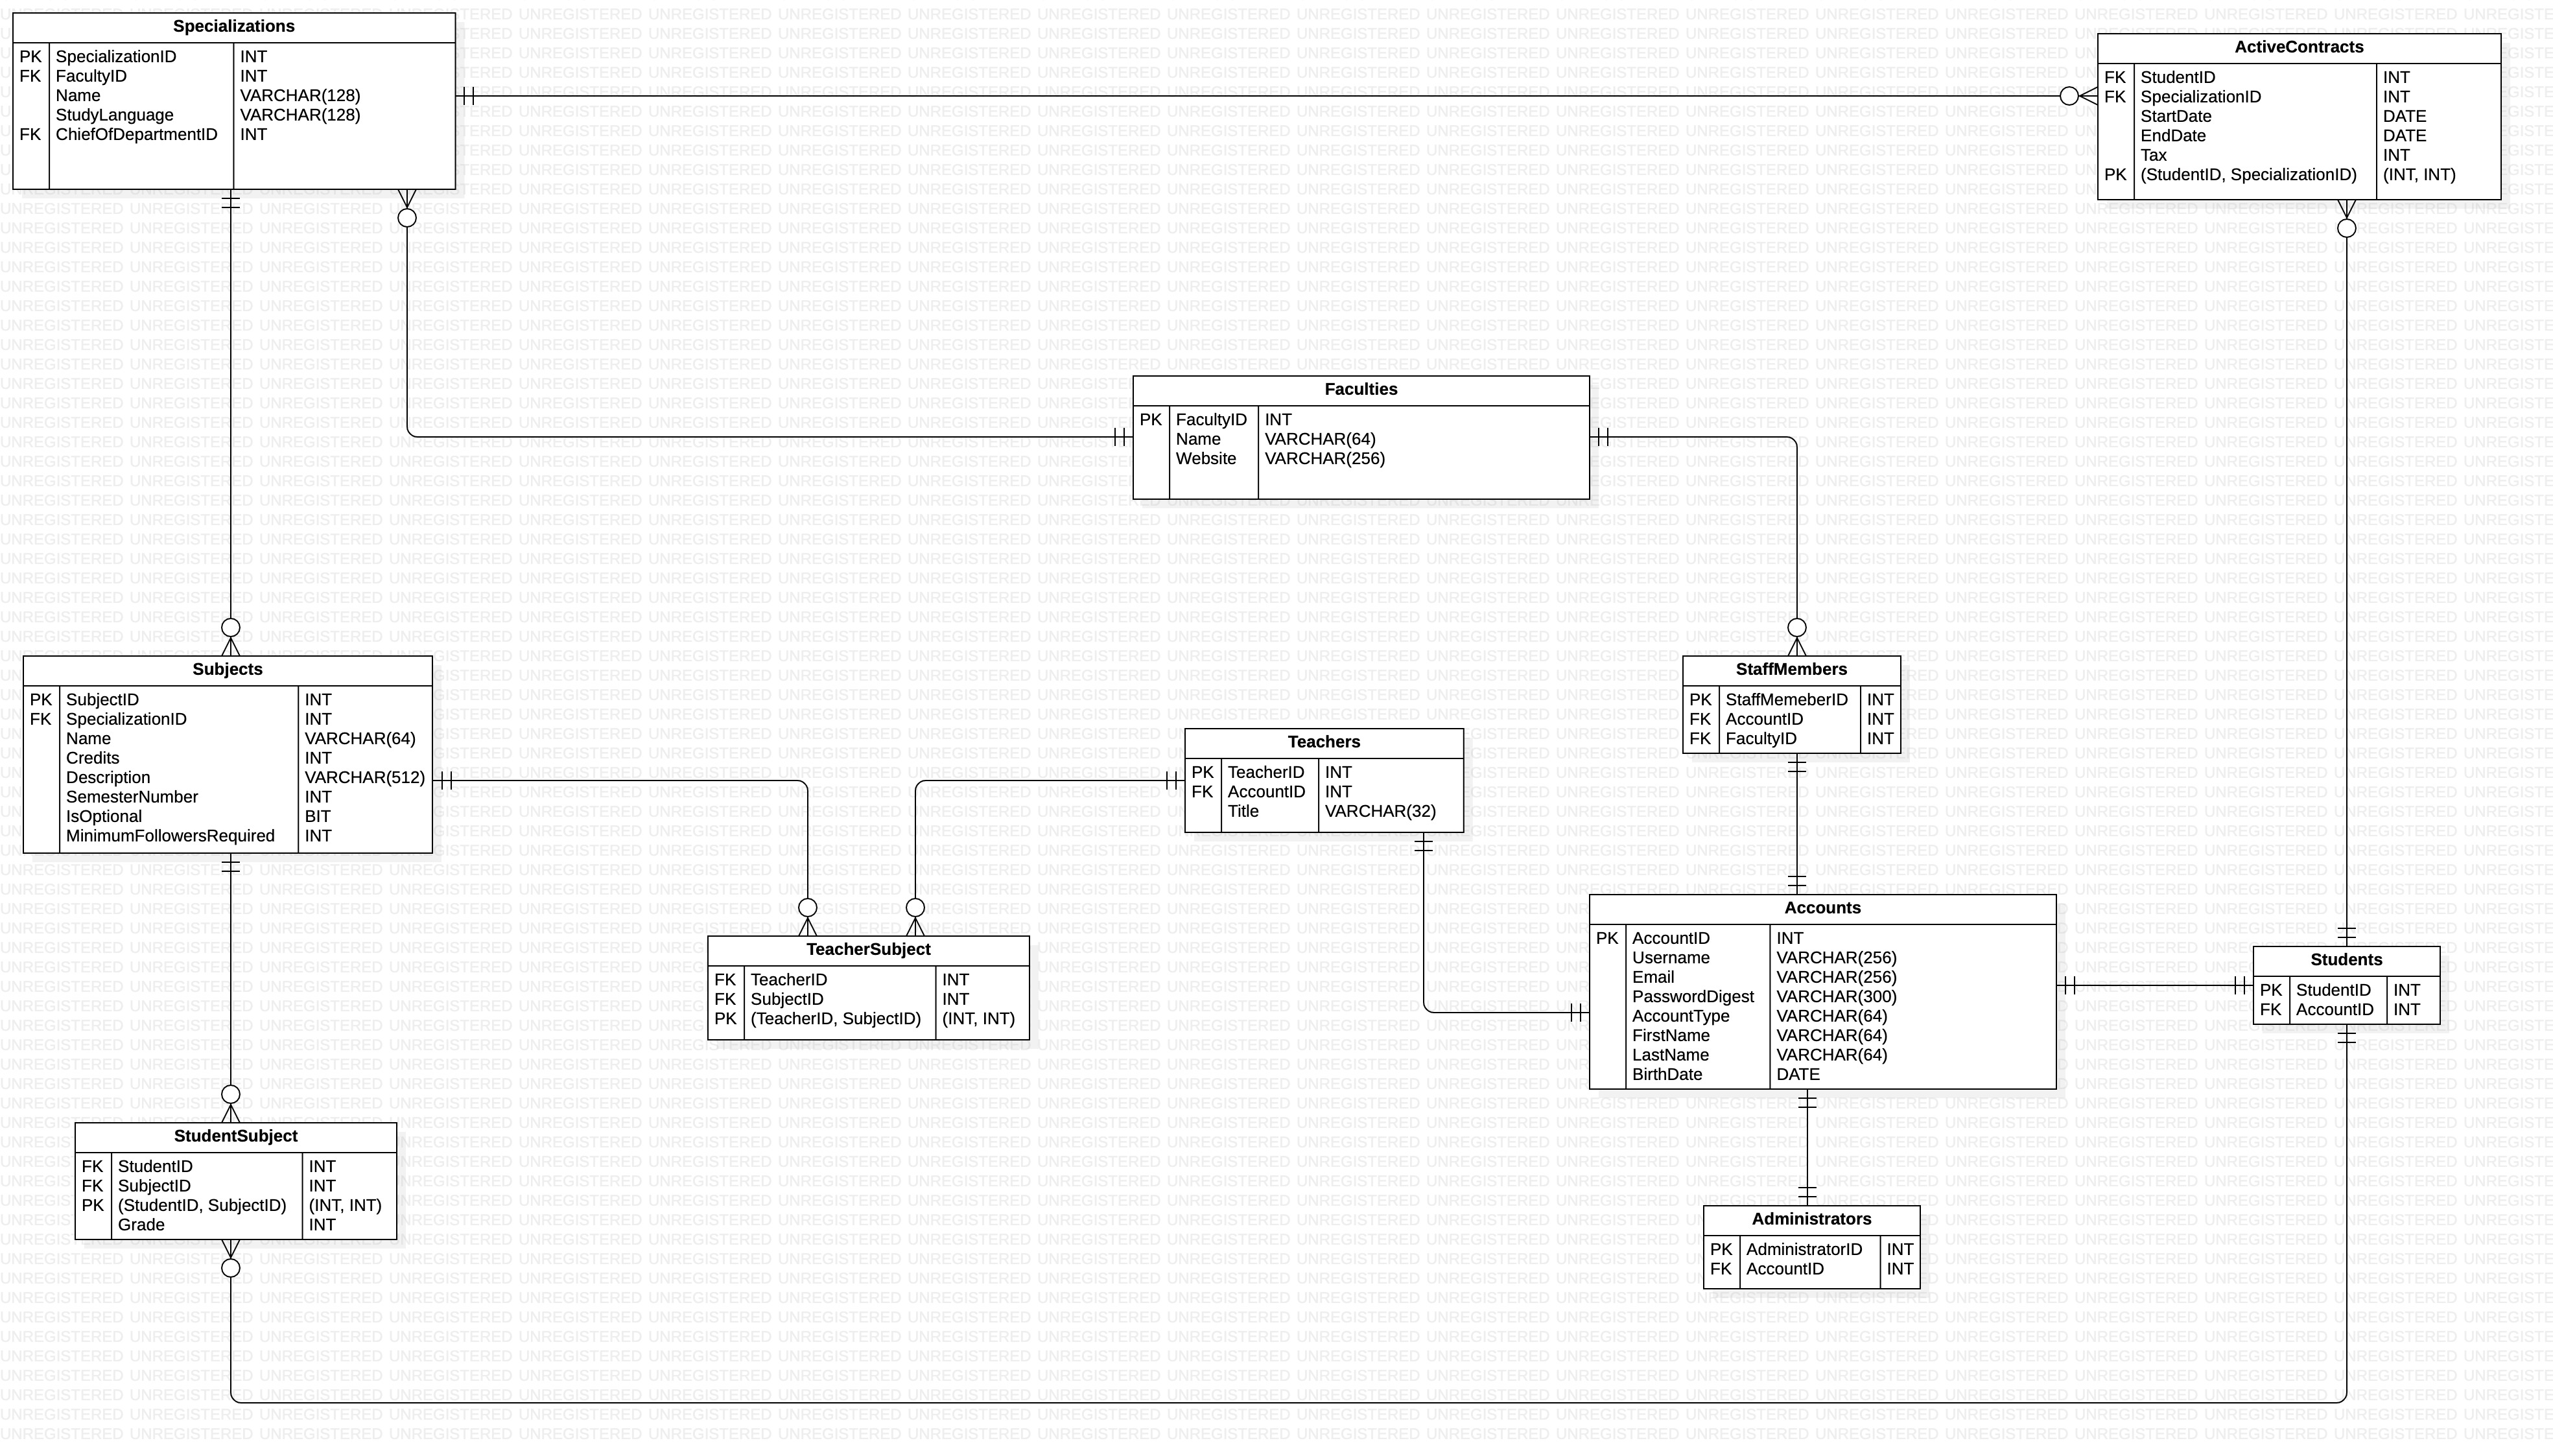 Specializations
PK SpecializationID INT
FK FacultyID INT
Name VARCHAR(128)
StudyLanguage VARCHAR(128)
FK ChiefOfDepartmentID INT
ActiveContracts
FK StudentID INT
FK SpecializationID INT
StartDate DATE
EndDate DATE
Tax INT
PK (StudentID, SpecializationID) (INT, INT)
Faculties
PK FacultyID INT
Name VARCHAR(64)
Website VARCHAR(256)
Subjects
PK SubjectID INT
FK SpecializationID INT
Name VARCHAR(64)
Credits INT
Description VARCHAR(512)
SemesterNumber INT
IsOptional BIT
MinimumFollowersRequired INT
StaffMembers
PK StaffMemeberID INT
FK AccountID INT
FK FacultyID INT
Teachers
PK TeacherID INT
FK AccountID INT
Title VARCHAR(32)
TeacherSubject
FK TeacherID INT
FK SubjectID INT
PK (TeacherID, SubjectID) (INT, INT)
Accounts
PK AccountID INT
Username VARCHAR(256)
Email VARCHAR(256)
PasswordDigest VARCHAR(300)
AccountType VARCHAR(64)
FirstName VARCHAR(64)
LastName VARCHAR(64)
BirthDate DATE
Students
PK StudentID INT
FK AccountID INT
StudentSubject
FK StudentID INT
FK SubjectID INT
PK (StudentID, SubjectID) (INT, INT)
Grade INT
Administrators
PK AdministratorID INT
FK AccountID INT
UNREGISTERED